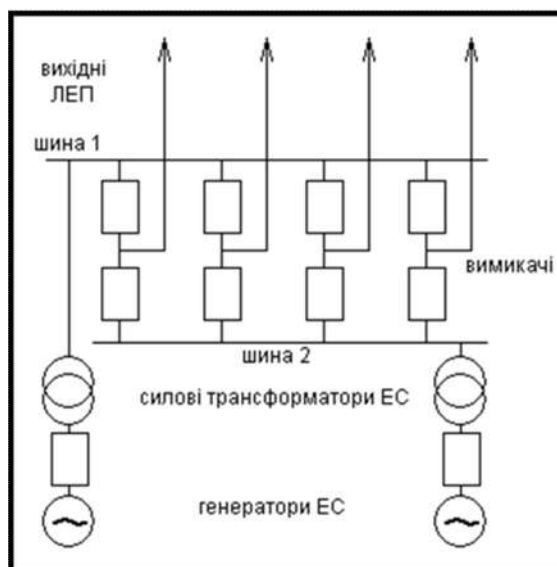 вихідні
ЛЕП
шина 1
вимикачі
шина 2
силові трансформатори ЕС
генератори ЕС